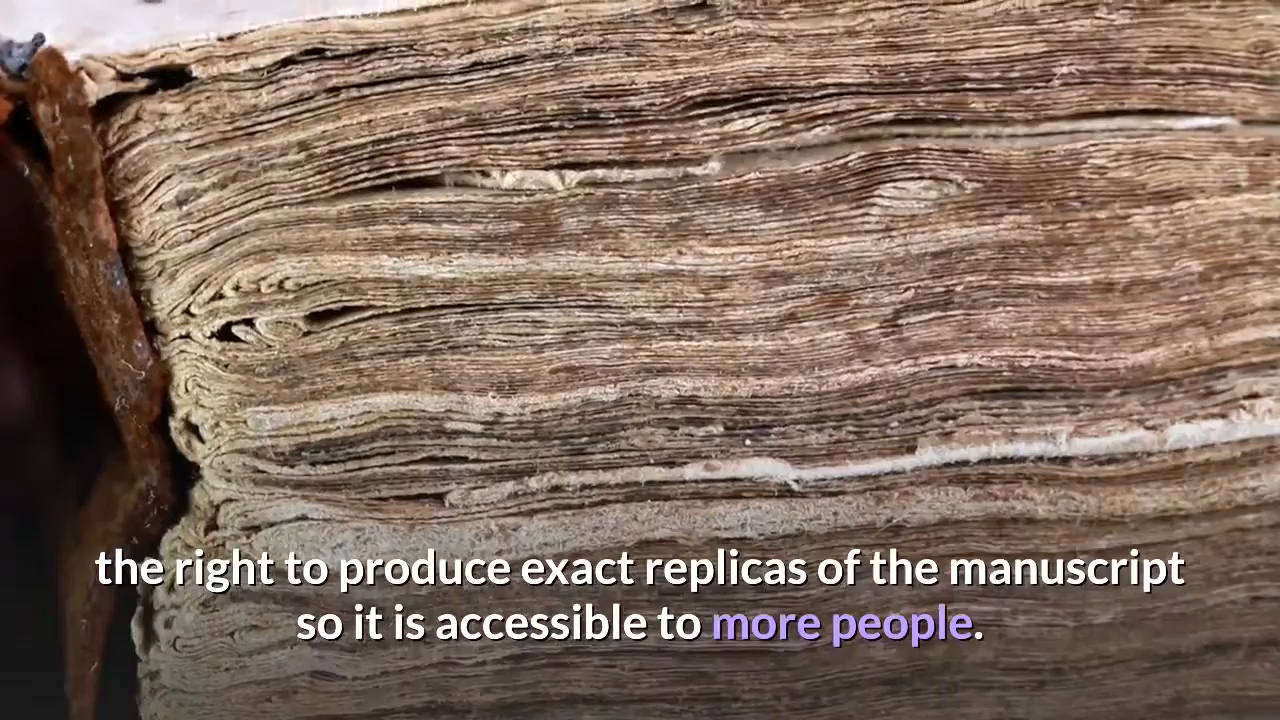 the right to produce exact replicas of the manuscript
so it is accessible to more people.